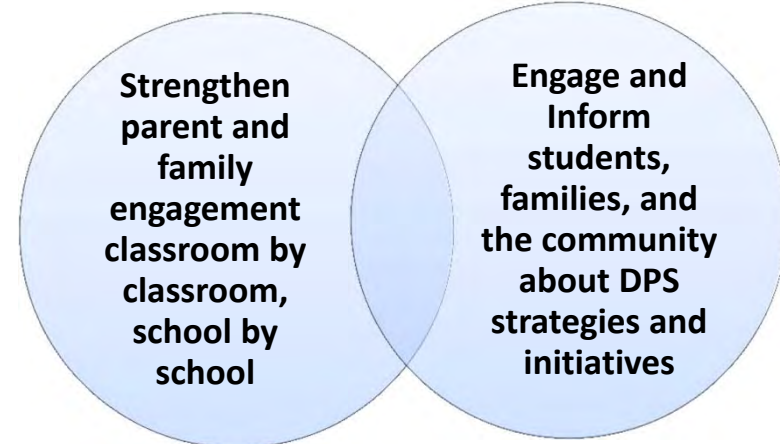 Strengthen
parent and
family
engagement
classroom by
classroom,
school by
school
Engage and
Inform
students,
families, and
the community
about DPS
strategies and
initiatives